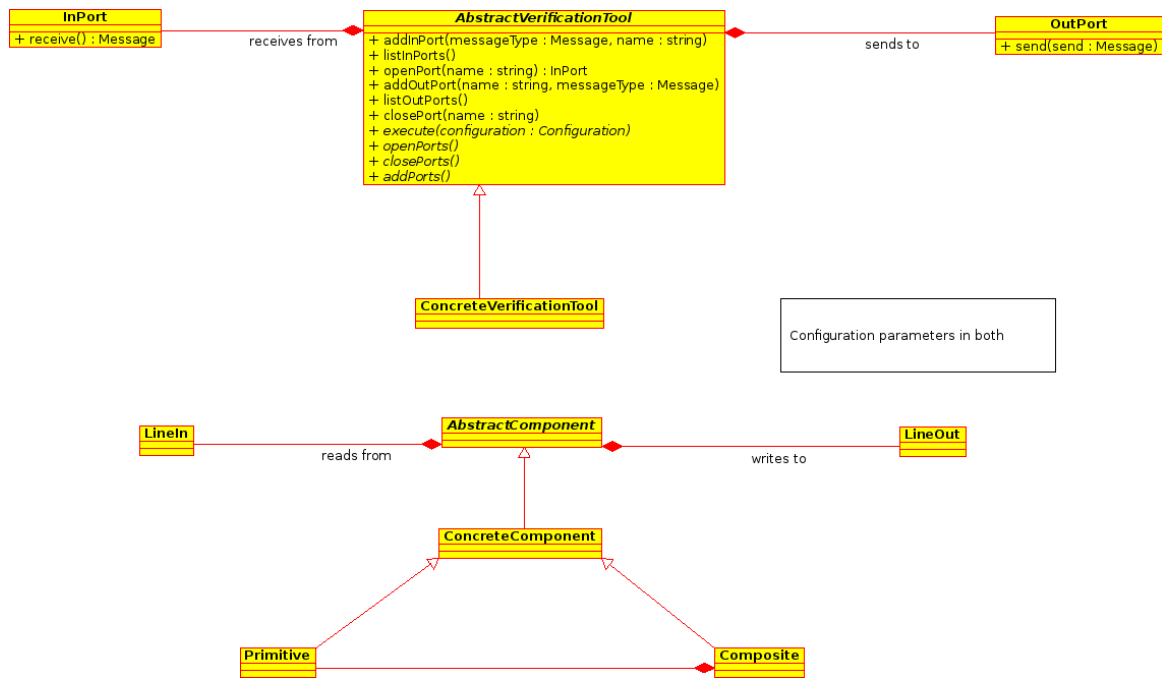 InPort
+ receive() : Message
receives from
AbstractVerificationTool
+ addInPort(messageType : Message, name : string)
+ listInPorts()
+ openPort(name : string) : InPort
+ addOutPort(name : string, messageType : Message)
+ listOutPorts()
+ closePort(name : string)
+ execute(configuration : Configuration)
+ openPorts()
+ closePorts()
+ addPorts()
sends to
OutPort
+ send(send : Message)
ConcreteVerificationTool
Configuration parameters in both
LineIn
reads from
AbstractComponent
writes to
LineOut
ConcreteComponent
Primitive
Composite